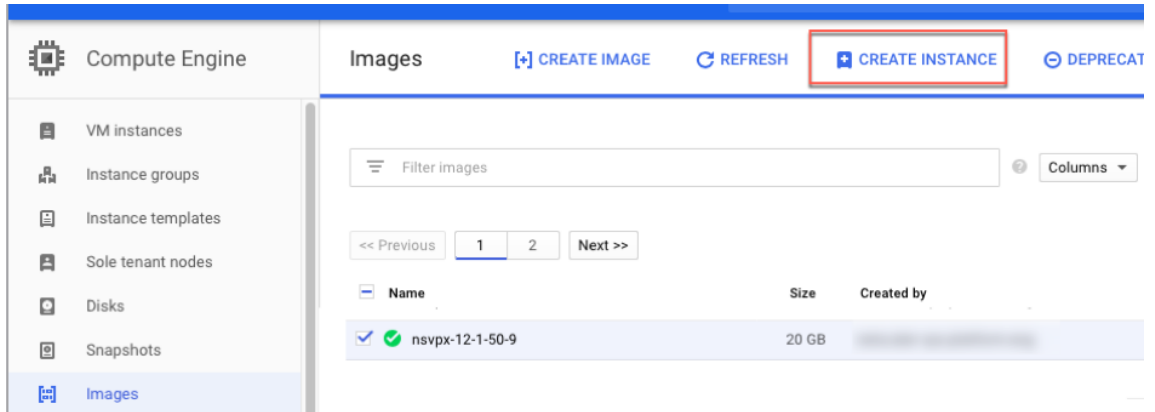 Compute Engine
Images [+] CREATE IMAGE REFRESH CREATE INSTANCE DEPRECAT
VM instances
Instance groups
Instance templates
Sole tenant nodes
Disks
Snapshots
Images
Filter images Columns
<< Previous 1 2 Next >>
Name Size Created by
nsvpx-12-1-50-9 20 GB